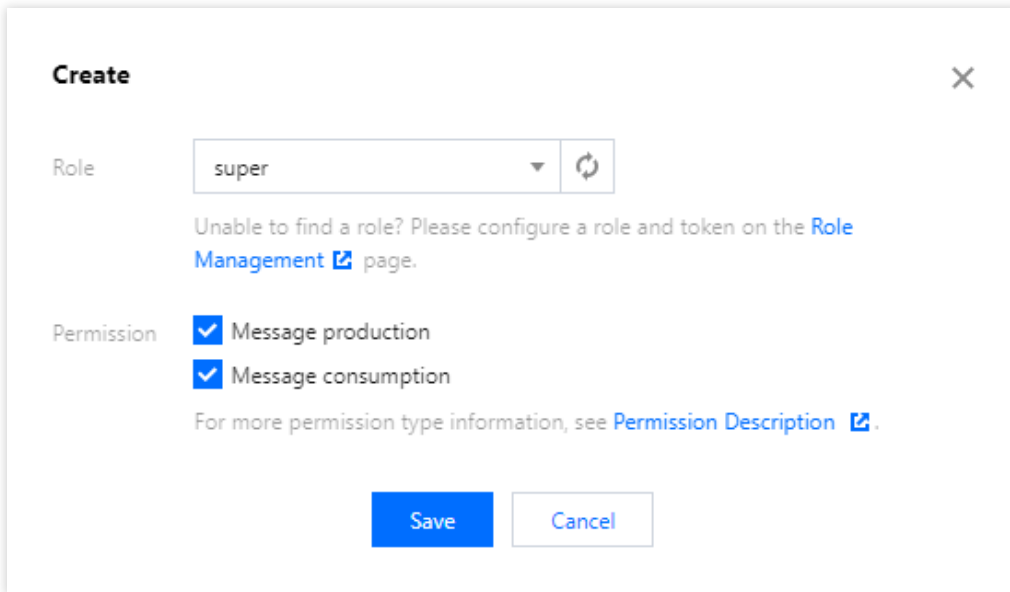 Create
Role
super
Unable to find a role? Please configure a role and token on the Role
Management page.
Permission
Message production
Message consumption
For more permission type information, see Permission Description .
Save
Cancel